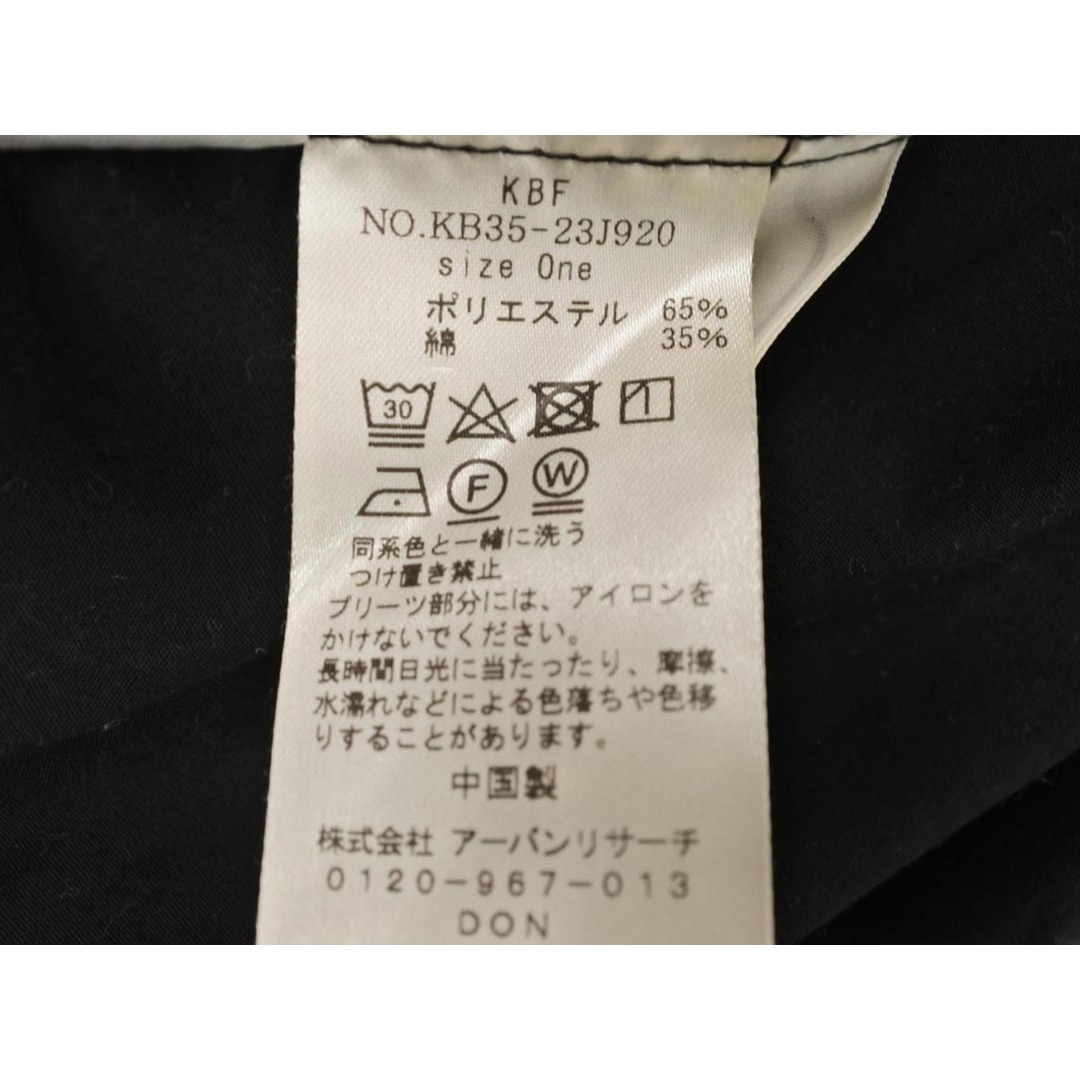 KBF
NO.KB35-23J920
size One
ポリエステル 65%
綿 35%
30
F W
同系色と一緒に洗う
つけ置き禁止
プリーツ部分には、アイロンを
かけないでください。
長時間日光に当たったり、摩擦、
水濡れなどによる色落ちや色移
りすることがあります。
中国製
株式会社 アーバンリサーチ
0120-967-013
DON